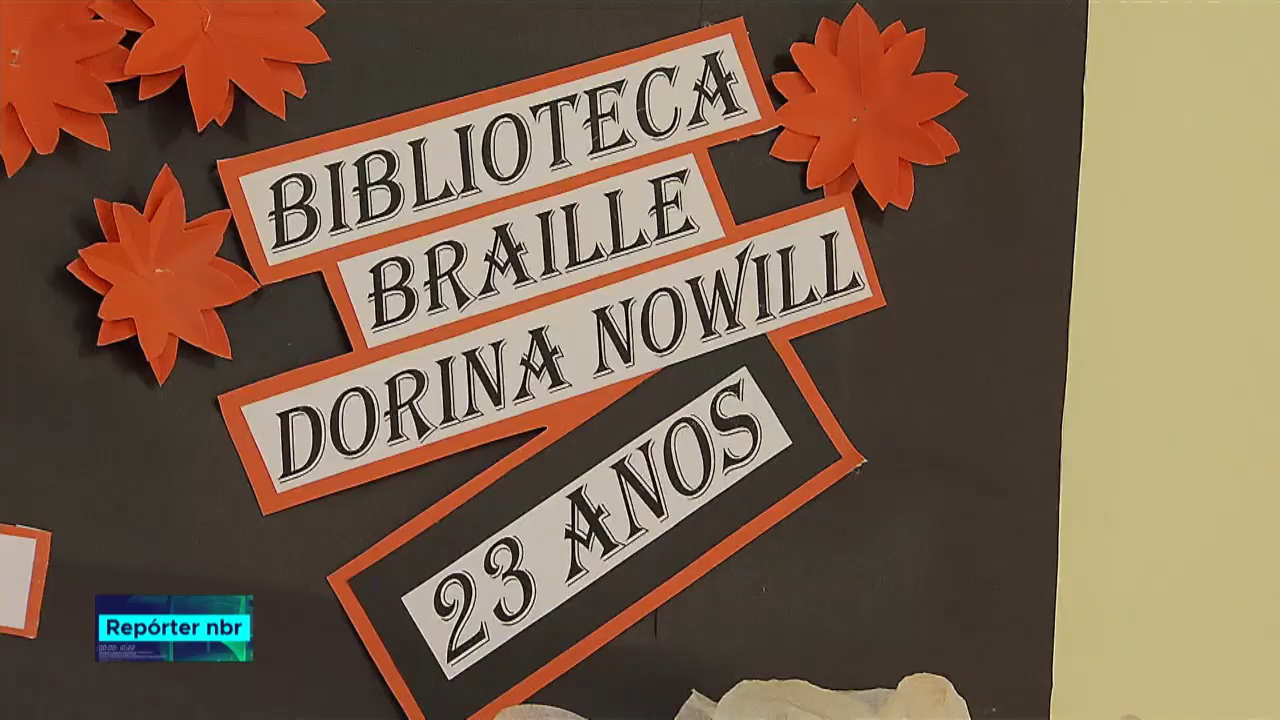 BIBLIOTECA
BRAILLE
DORINA NOWILL
23 ANOS
Repórter nbr